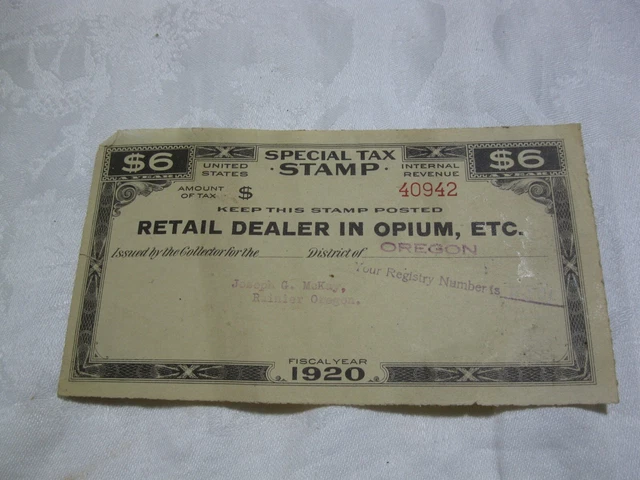 $6 A YEAR
UNITED STATES
SPECIAL TAX
STAMP
INTERNAL REVENUE
$6 A YEAR
AMOUNT OF TAX $
40942
KEEP THIS STAMP POSTED
RETAIL DEALER IN OPIUM, ETC.
Issued by the Collector for the District of OREGON
Your Registry Number is
Joseph G. McKay,
Rainier Oregon.
FISCAL YEAR
1920